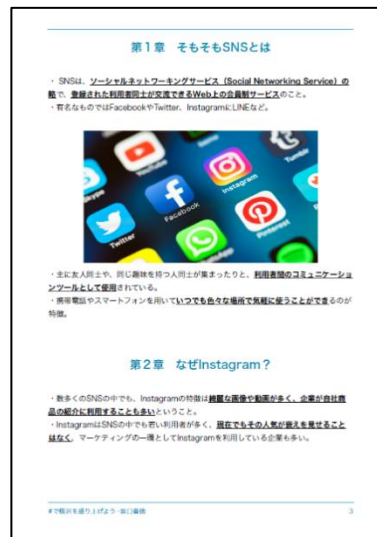 第1章 そもそもSNSとは
・ SNSは、ソーシャルネットワーキングサービス（Social Networking Service）の
略で、登録された利用者同士が交流できるWeb上の会員制サービスのこと。
・有名なものではFacebookやTwitter、InstagramにLINEなど。
Skype
YouTube
Tumblr
Facebook
Instagram
Twitter
WhatsApp
Pinterest
・主に友人同士や、同じ趣味を持つ人同士が集まったりと、利用者間のコミュニケーショ
ンツールとして使用されている。
・携帯電話やスマートフォンを用いていつでも色々な場所で気軽に使うことができるのが
特徴。
第2章 なぜInstagram？
・数多くのSNSの中でも、Instagramの特徴は綺麗な画像や動画が多く、企業が自社商
品の紹介に利用することも多いということ。
・InstagramはSNSの中でも若い利用者が多く、現在でもその人気が衰えを見せること
はなく、マーケティングの一環としてInstagramを利用している企業も多い。
3